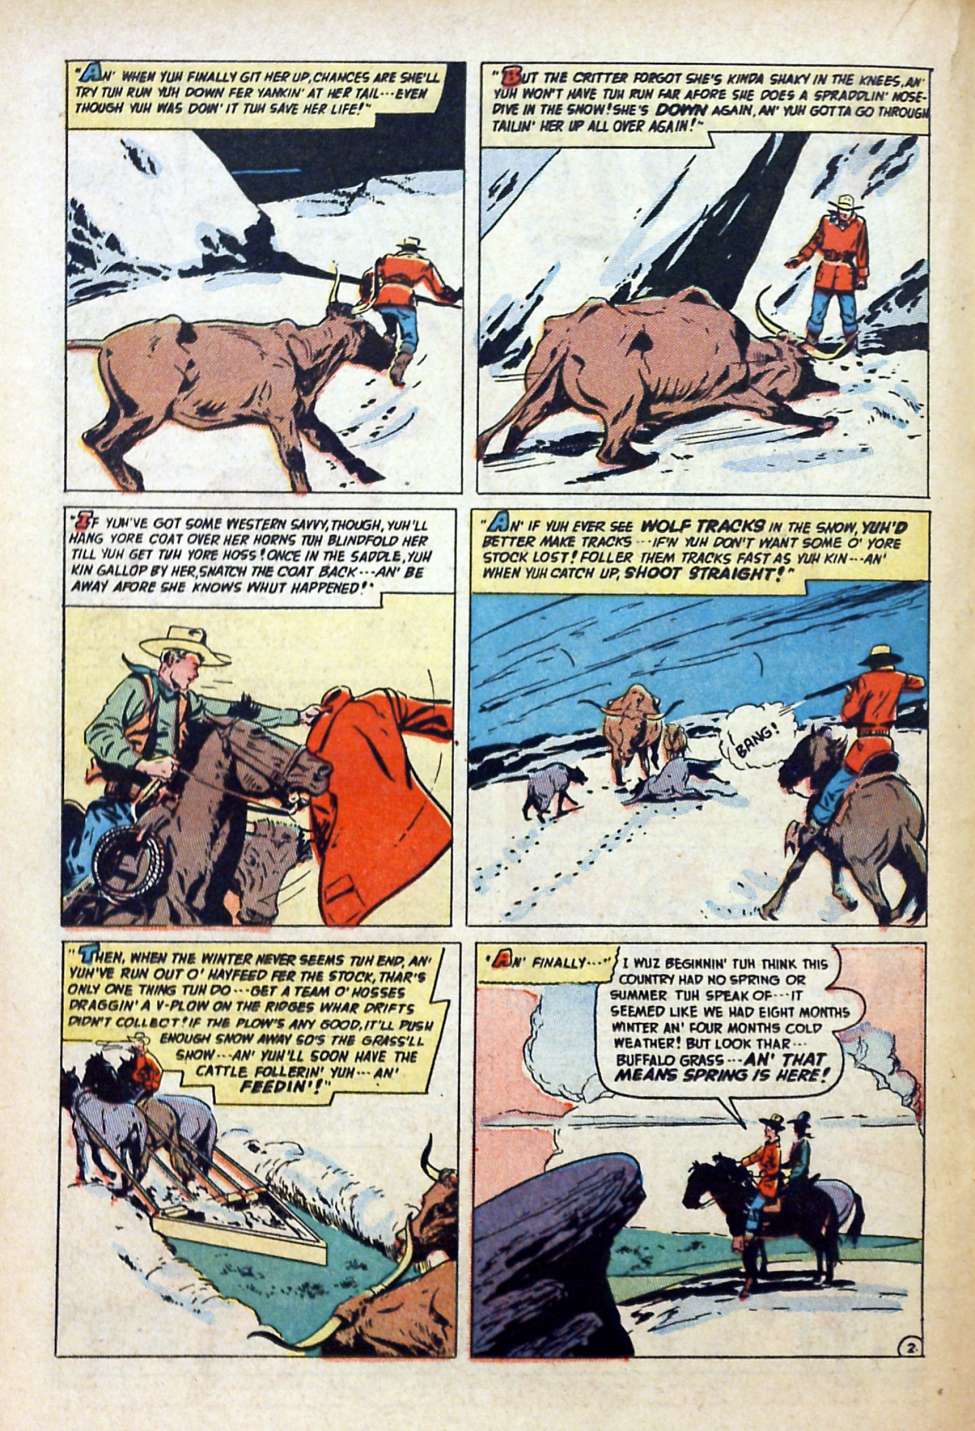 "An' when yuh finally git her up, chances are she'll
try tuh run yuh down fer yankin' at her tail---even
though yuh was doin' it tuh save her life!"
"But the critter forgot she's kinda shaky in the knees, an'
yuh won't have tuh run far afore she does a spraddlin' nose-
dive in the snow! She's DOWN again, an' yuh gotta go through
tailin' her up all over again!"
"If yuh've got some western savvy, though, yuh'll
hang yore coat over her horns tuh blindfold her
till yuh get tuh yore hoss! Once in the saddle, yuh
kin gallop by her, snatch the coat back---an' be
away afore she knows whut happened!"
"An' if yuh ever see WOLF TRACKS in the snow, YUH'D
better make tracks---if'n yuh don't want some o' yore
stock lost! Foller them tracks fast as yuh kin---an'
when yuh catch up, SHOOT STRAIGHT!"
BANG!
"Then, when the winter never seems tuh end, an'
yuh've run out o' hayfeed fer the stock, thar's
only one thing tuh do---get a team o' hosses
draggin' a v-plow on the ridges whar drifts
didn't collect! If the plow's any good, it'll push
enough snow away so's the grass'll
show---an' yuh'll soon have the
cattle follerin' yuh---an'
FEEDIN'!"
"An' finally---"
I wuz beginnin' tuh think this
country had no spring or
summer tuh speak of---it
seemed like we had eight months
winter an' four months cold
weather! But look thar---
buffalo grass---AN' THAT
MEANS SPRING IS HERE!
2.